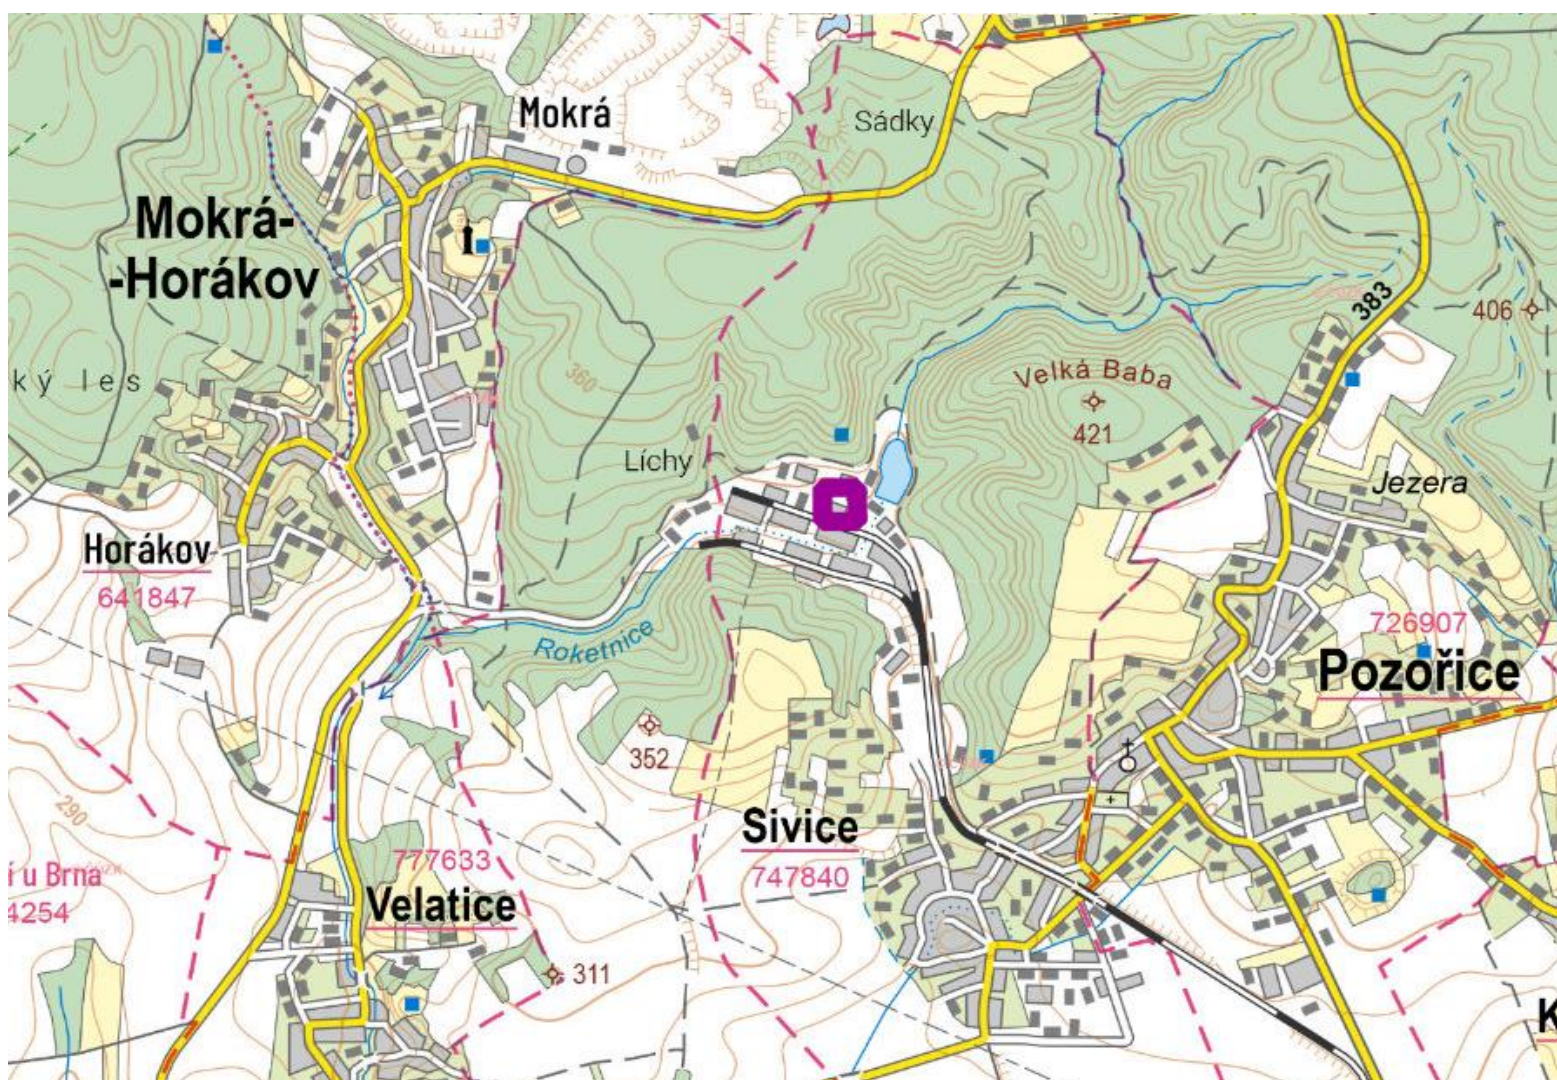 Mokrá
Sádky
Mokrá-
-Horákov
383
406
ký les
360
Velká Baba
421
Líchy
Jezera
Horákov
641847
Roketnice
726907
Pozořice
352
290
Sivice
747840
777633
í u Brna
4254
Velatice
311
K